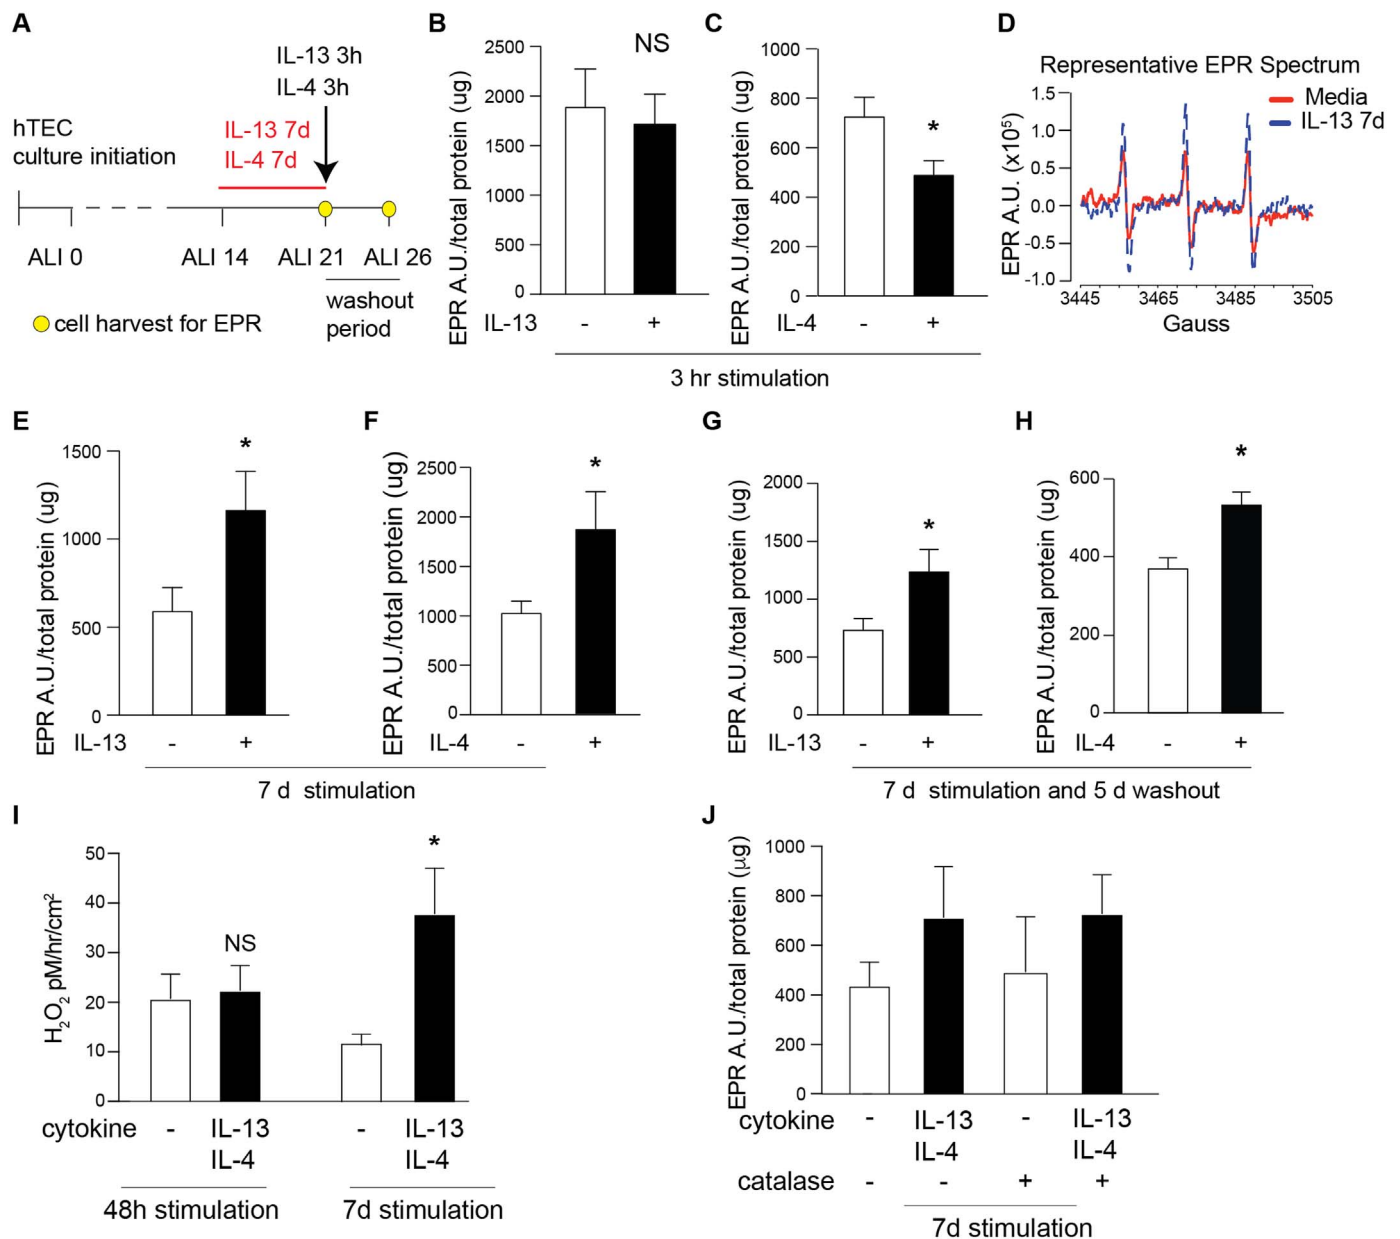 A
IL-13 3h
IL-4 3h
hTEC
culture initiation
IL-13 7d
IL-4 7d
ALI 0
ALI 14
ALI 21
ALI 26
washout
period
cell harvest for EPR
B
EPR A.U./total protein (ug)
2500
2000
1500
1000
500
0
NS
IL-13
-
+
C
EPR A.U./total protein (ug)
1000
800
600
400
200
0
*
IL-4
-
+
3 hr stimulation
D
Representative EPR Spectrum
Media
IL-13 7d
EPR A.U. (x10⁵)
1.5
1.0
0.5
0.0
-0.5
-1.0
3445
3465
3485
3505
Gauss
E
EPR A.U./total protein (ug)
1500
1000
500
0
*
IL-13
-
+
F
EPR A.U./total protein (ug)
2500
2000
1500
1000
500
0
*
IL-4
-
+
7 d stimulation
G
EPR A.U./total protein (ug)
2000
1500
1000
500
0
*
IL-13
-
+
H
EPR A.U./total protein (ug)
600
400
200
0
*
IL-4
-
+
7 d stimulation and 5 d washout
I
H₂O₂ pM/hr/cm²
50
40
30
20
10
0
NS
*
cytokine
-
IL-13
IL-4
-
IL-13
IL-4
48h stimulation
7d stimulation
J
EPR A.U./total protein (µg)
1000
800
600
400
200
0
cytokine
-
IL-13
IL-4
-
IL-13
IL-4
catalase
-
-
+
+
7d stimulation